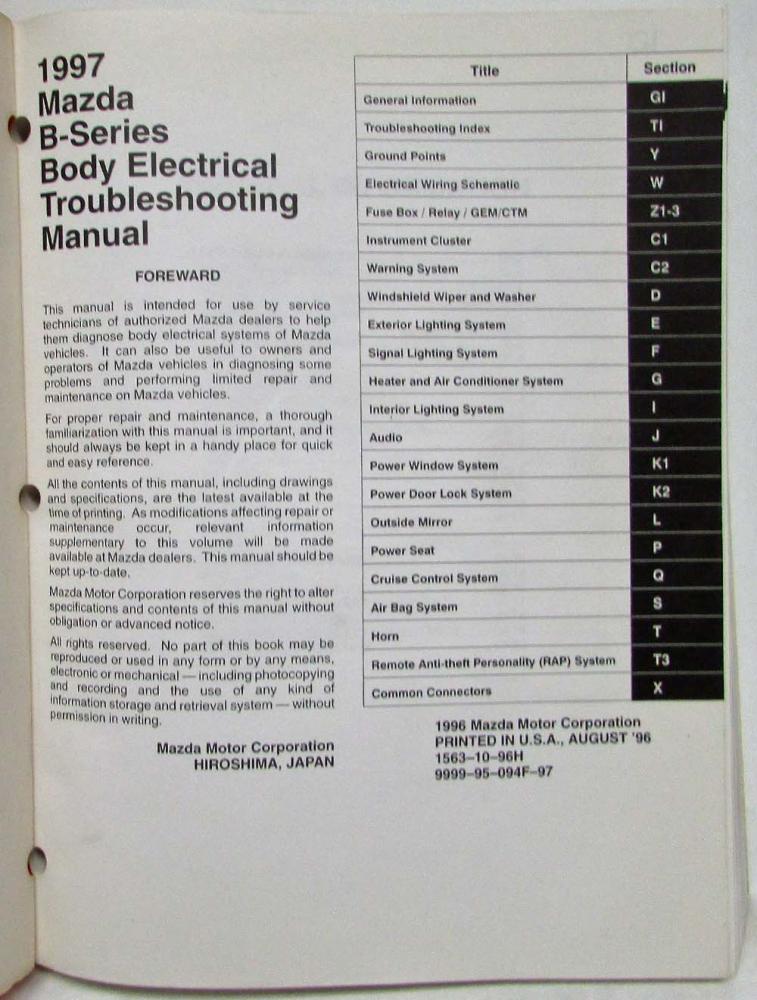 1997
Mazda
B-Series
Body Electrical
Troubleshooting
Manual
FOREWARD
This manual is intended for use by service
technicians of authorized Mazda dealers to help
them diagnose body electrical systems of Mazda
vehicles. It can also be useful to owners and
operators of Mazda vehicles in diagnosing some
problems and performing limited repair and
maintenance on Mazda vehicles.
For proper repair and maintenance, a thorough
familiarization with this manual is important, and it
should always be kept in a handy place for quick
and easy reference.
All the contents of this manual, including drawings
and specifications, are the latest available at the
time of printing. As modifications affecting repair or
maintenance occur, relevant information
supplementary to this volume will be made
available at Mazda dealers. This manual should be
kept up-to-date.
Mazda Motor Corporation reserves the right to alter
specifications and contents of this manual without
obligation or advanced notice.
All rights reserved. No part of this book may be
reproduced or used in any form or by any means,
electronic or mechanical — including photocopying
and recording and the use of any kind of
information storage and retrieval system — without
permission in writing.
Mazda Motor Corporation
HIROSHIMA, JAPAN
Title Section
General Information GI
Troubleshooting Index TI
Ground Points Y
Electrical Wiring Schematic W
Fuse Box / Relay / GEM/CTM Z1-3
Instrument Cluster C1
Warning System C2
Windshield Wiper and Washer D
Exterior Lighting System E
Signal Lighting System F
Heater and Air Conditioner System G
Interior Lighting System I
Audio J
Power Window System K1
Power Door Lock System K2
Outside Mirror L
Power Seat P
Cruise Control System Q
Air Bag System S
Horn T
Remote Anti-theft Personality (RAP) System T3
Common Connectors X
1996 Mazda Motor Corporation
PRINTED IN U.S.A., AUGUST '96
1563–10–96H
9999–95–094F–97